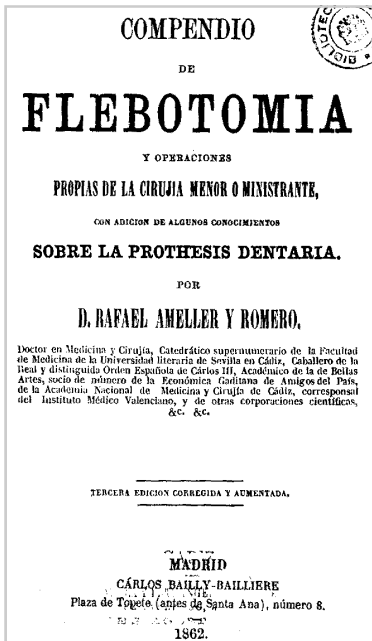 COMPENDIO
DE
FLEBOTOMIA
Y OPERACIONES
PROPIAS DE LA CIRUJIA MENOR O MINISTRANTE,
CON ADICION DE ALGUNOS CONOCIMIENTOS
SOBRE LA PROTHESIS DENTARIA.
POR
D. RAFAEL AMELLER Y ROMERO.
Doctor en Medicina y Cirujía, Catedrático supernumerario de la Facultad
de Medicina de la Universidad literaria de Sevilla en Cádiz, Caballero de la
Real y distinguida Orden Española de Cárlos III, Académico de la de Bellas
Artes, socio de número de la Económica Gaditana de Amigos del País,
de la Academia Nacional de Medicina y Cirujía de Cádiz, corresponsal
del Instituto Médico Valenciano, y de otras corporaciones científicas,
&c. &c.
TERCERA EDICION CORREGIDA Y AUMENTADA.
MADRID
CÁRLOS BAILLY-BAILLIERE
Plaza de Topete (antes de Santa Ana), número 8.
1862.